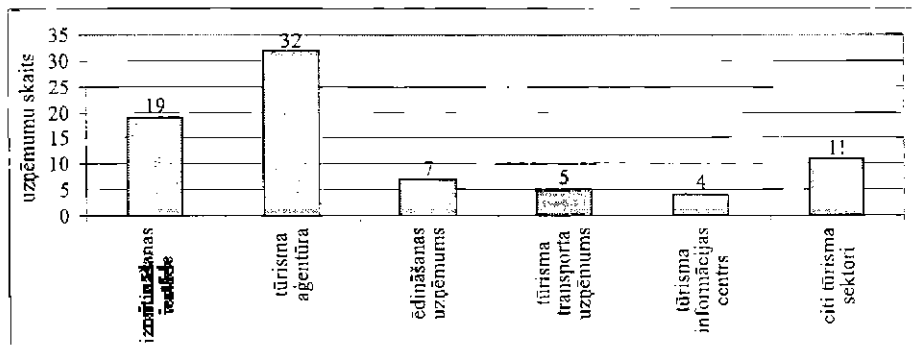 uzņēmumu skaits
35
30
25
20
15
10
5
0
19
32
7
5
4
11
izmitināšanas
tūrisma
aģentūra
ēdināšanas
uzņēmums
tūrisma
transporta
uzņēmums
tūrisma
informācijas
centrs
citi tūrisma
sektori